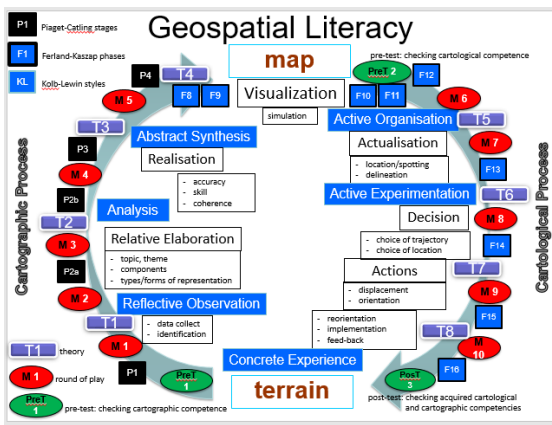 Geospatial Literacy
P1 Piaget-Catling stages
F1 Ferland-Kaszap phases
KL Kolb-Lewin styles
map
pre-test: checking cartological competence
P4
T4
F8
F9
M 5
T3
P3
M 4
P2b
T2
M 3
P2a
M 2
T1
M 1
P1
PreT
1
Cartographic Process
Visualization
simulation
Abstract Synthesis
Realisation
- accuracy
- skill
- coherence
Analysis
Relative Elaboration
- topic, theme
- components
- types/forms of representation
Reflective Observation
- data collect
- identification
PreT 2
F10
F11
F12
M 6
T5
M 7
F13
T6
M 8
F14
T7
M 9
F15
T8
M
10
F16
PosT
3
Cartological Process
Active Organisation
Actualisation
- location/spotting
- delineation
Active Experimentation
Decision
- choice of trajectory
- choice of location
Actions
- displacement
- orientation
- reorientation
- implementation
- feed-back
Concrete Experience
terrain
T1 theory
M 1 round of play
PreT
1
pre-test: checking cartographic competence
post-test: checking acquired cartological
and cartographic competencies